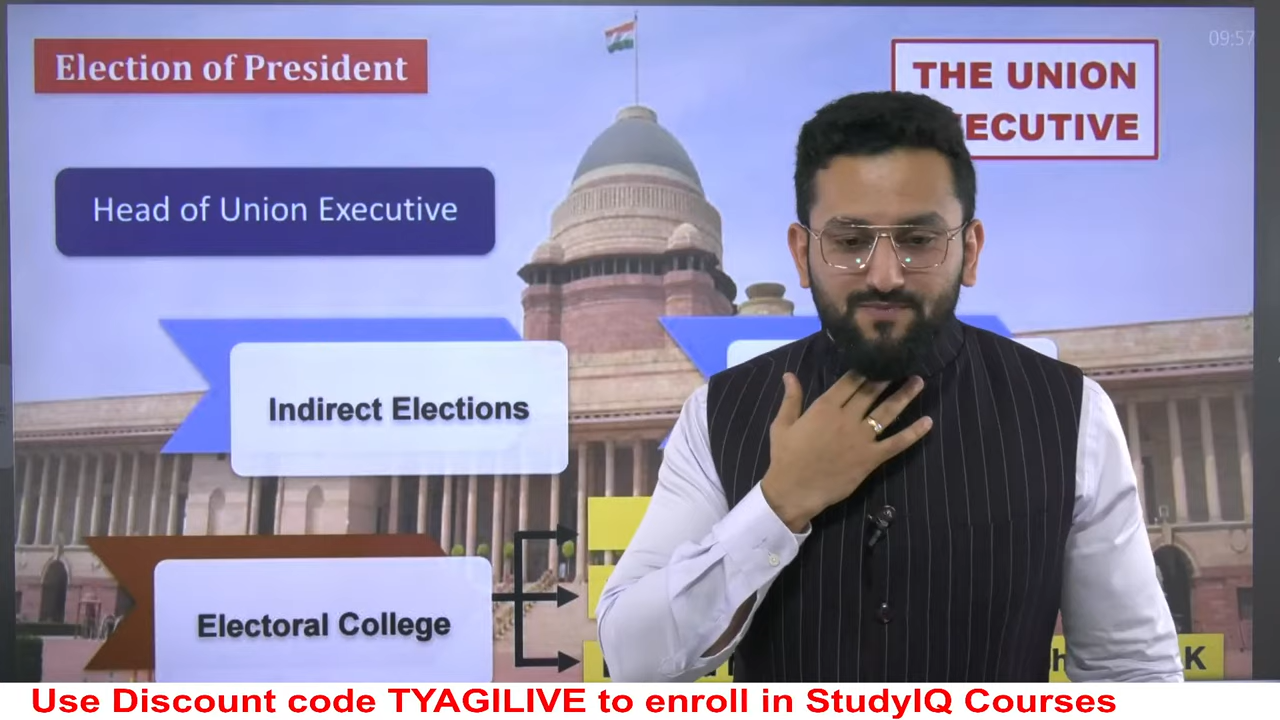 Election of President
09:57
THE UNION
ECUTIVE
Head of Union Executive
Indirect Elections
Electoral College
K
Use Discount code TYAGILIVE to enroll in StudyIQ Courses